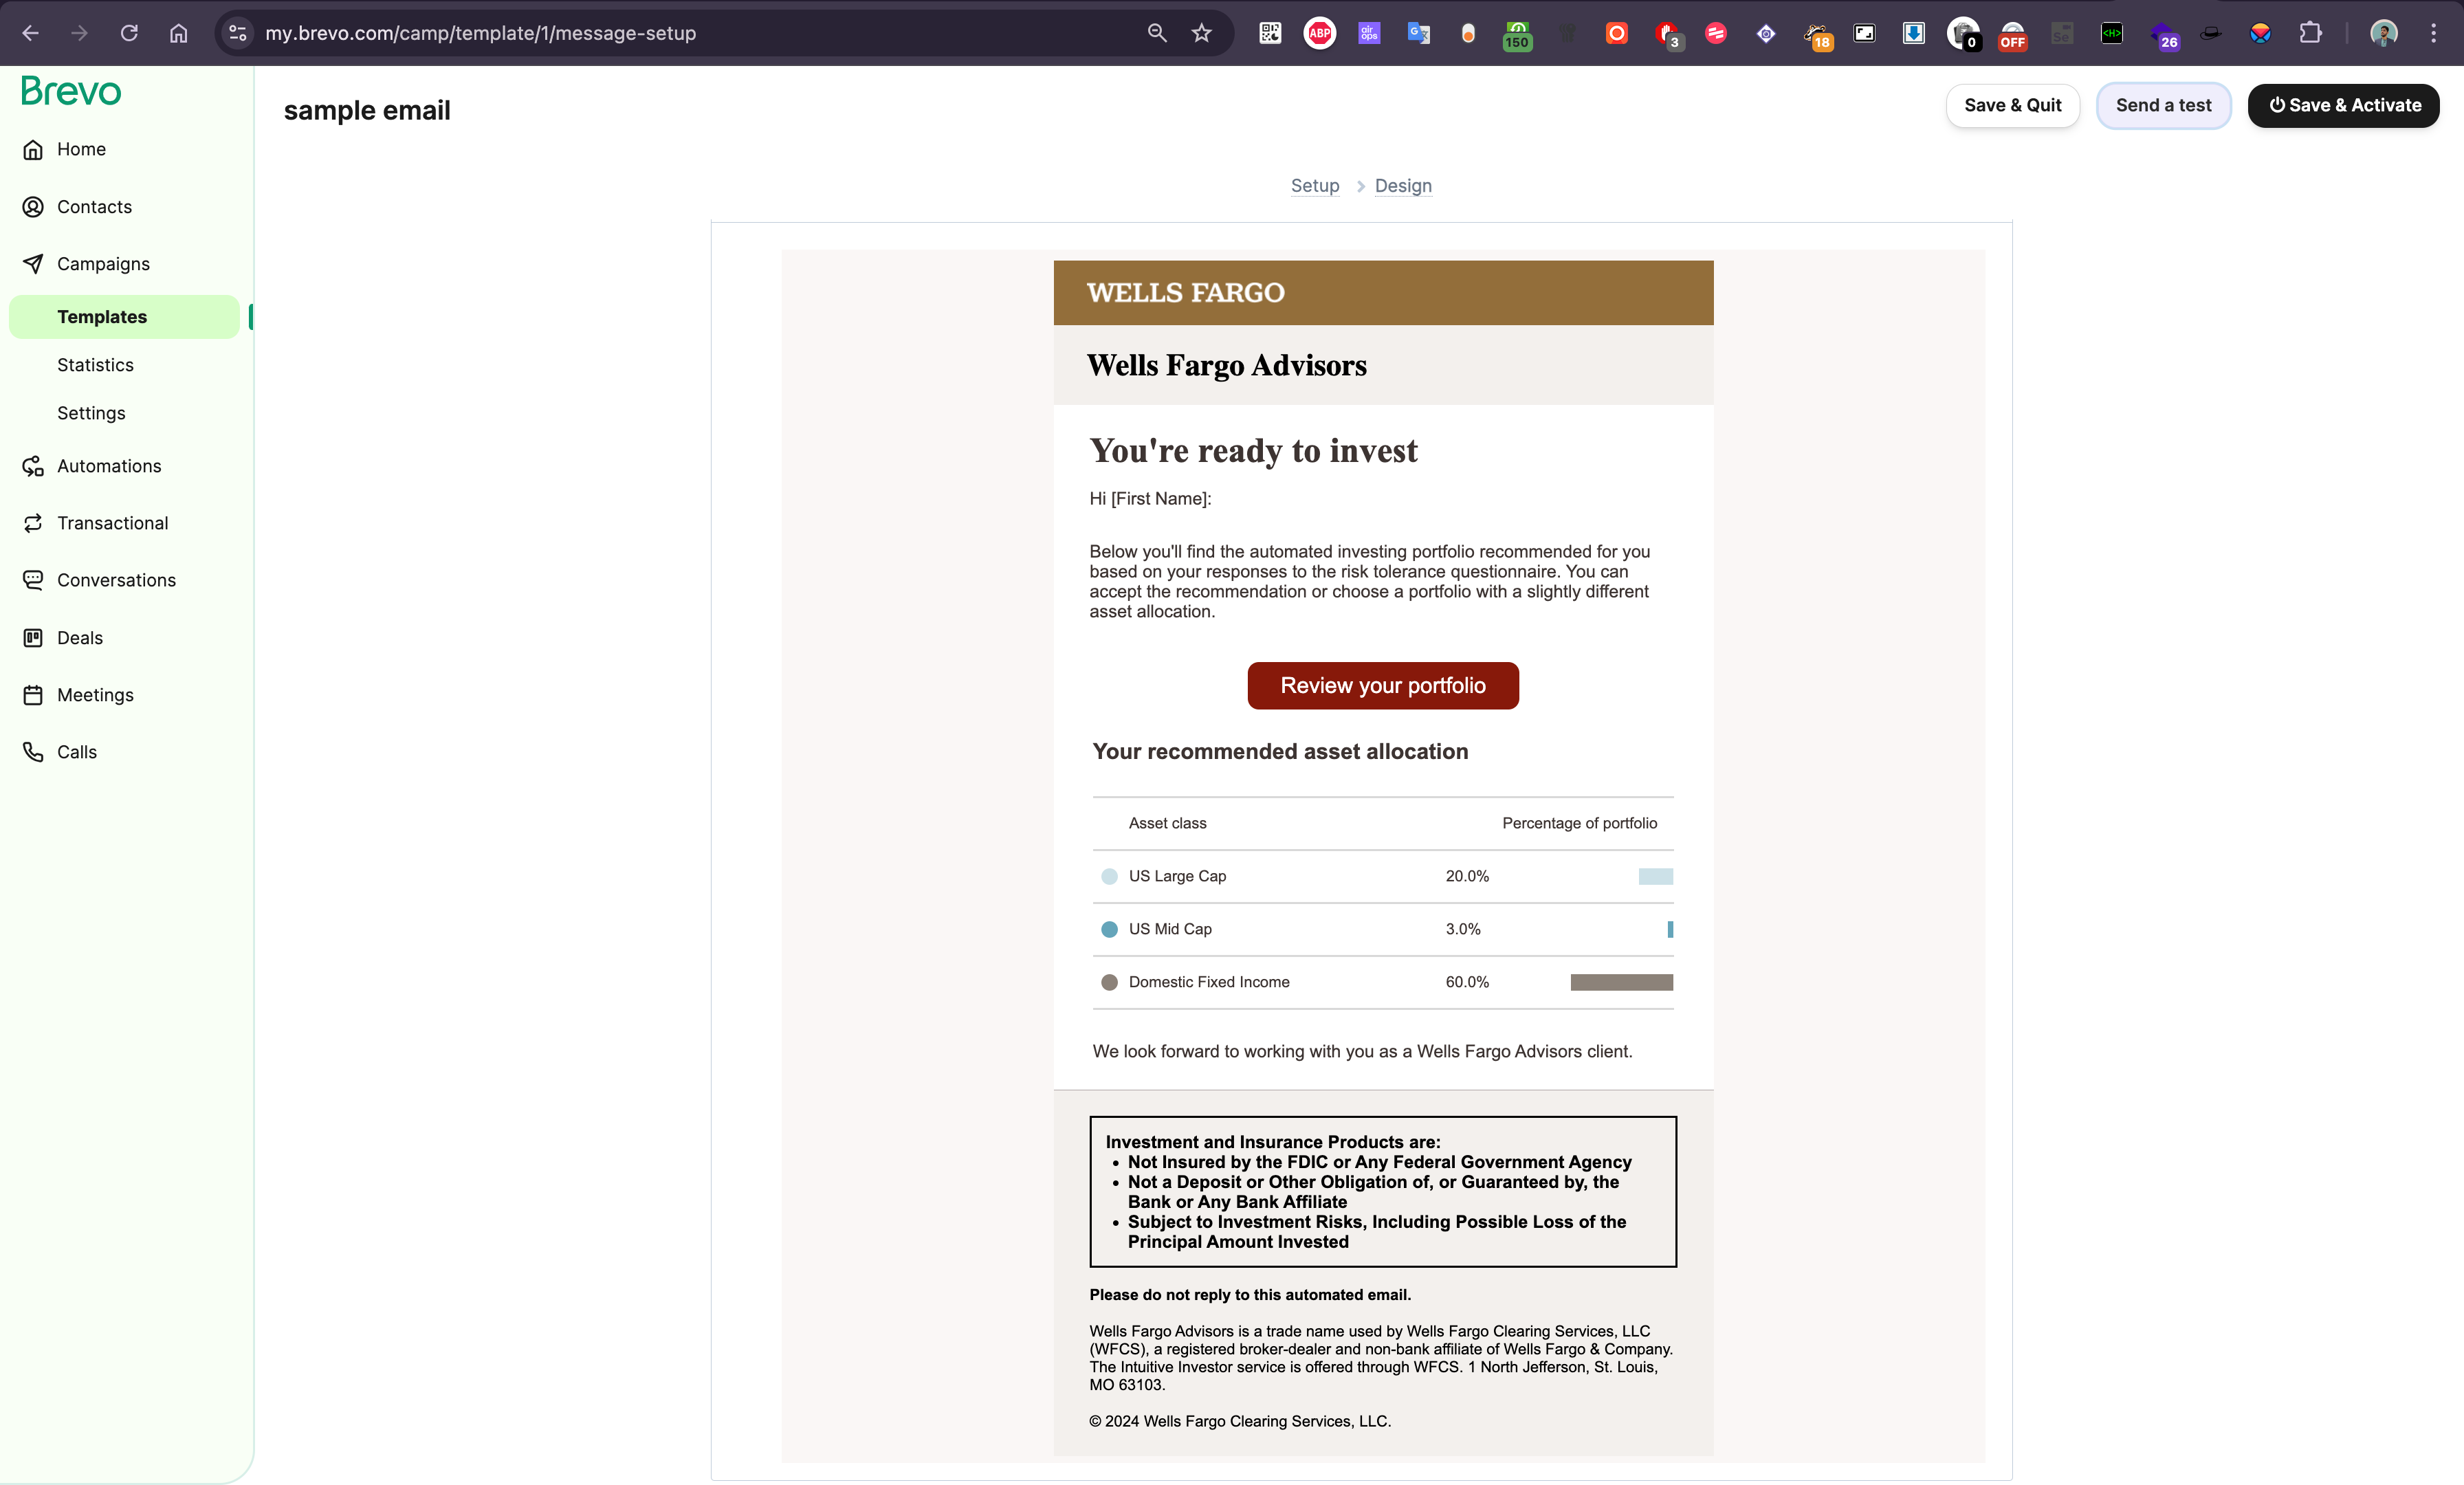 my.brevo.com/camp/template/1/message-setup
ABP
air ops
150
3
18
0
OFF
Se
<H>
26
Brevo
sample email
Save & Quit
Send a test
Save & Activate
Home
Contacts
Campaigns
Templates
Statistics
Settings
Automations
Transactional
Conversations
Deals
Meetings
Calls
Setup
Design
WELLS FARGO
Wells Fargo Advisors
You're ready to invest
Hi [First Name]:
Below you'll find the automated investing portfolio recommended for you
based on your responses to the risk tolerance questionnaire. You can
accept the recommendation or choose a portfolio with a slightly different
asset allocation.
Review your portfolio
Your recommended asset allocation
Asset class Percentage of portfolio
US Large Cap 20.0%
US Mid Cap 3.0%
Domestic Fixed Income 60.0%
We look forward to working with you as a Wells Fargo Advisors client.
Investment and Insurance Products are:
• Not Insured by the FDIC or Any Federal Government Agency
• Not a Deposit or Other Obligation of, or Guaranteed by, the
Bank or Any Bank Affiliate
• Subject to Investment Risks, Including Possible Loss of the
Principal Amount Invested
Please do not reply to this automated email.
Wells Fargo Advisors is a trade name used by Wells Fargo Clearing Services, LLC
(WFCS), a registered broker-dealer and non-bank affiliate of Wells Fargo & Company.
The Intuitive Investor service is offered through WFCS. 1 North Jefferson, St. Louis,
MO 63103.
© 2024 Wells Fargo Clearing Services, LLC.